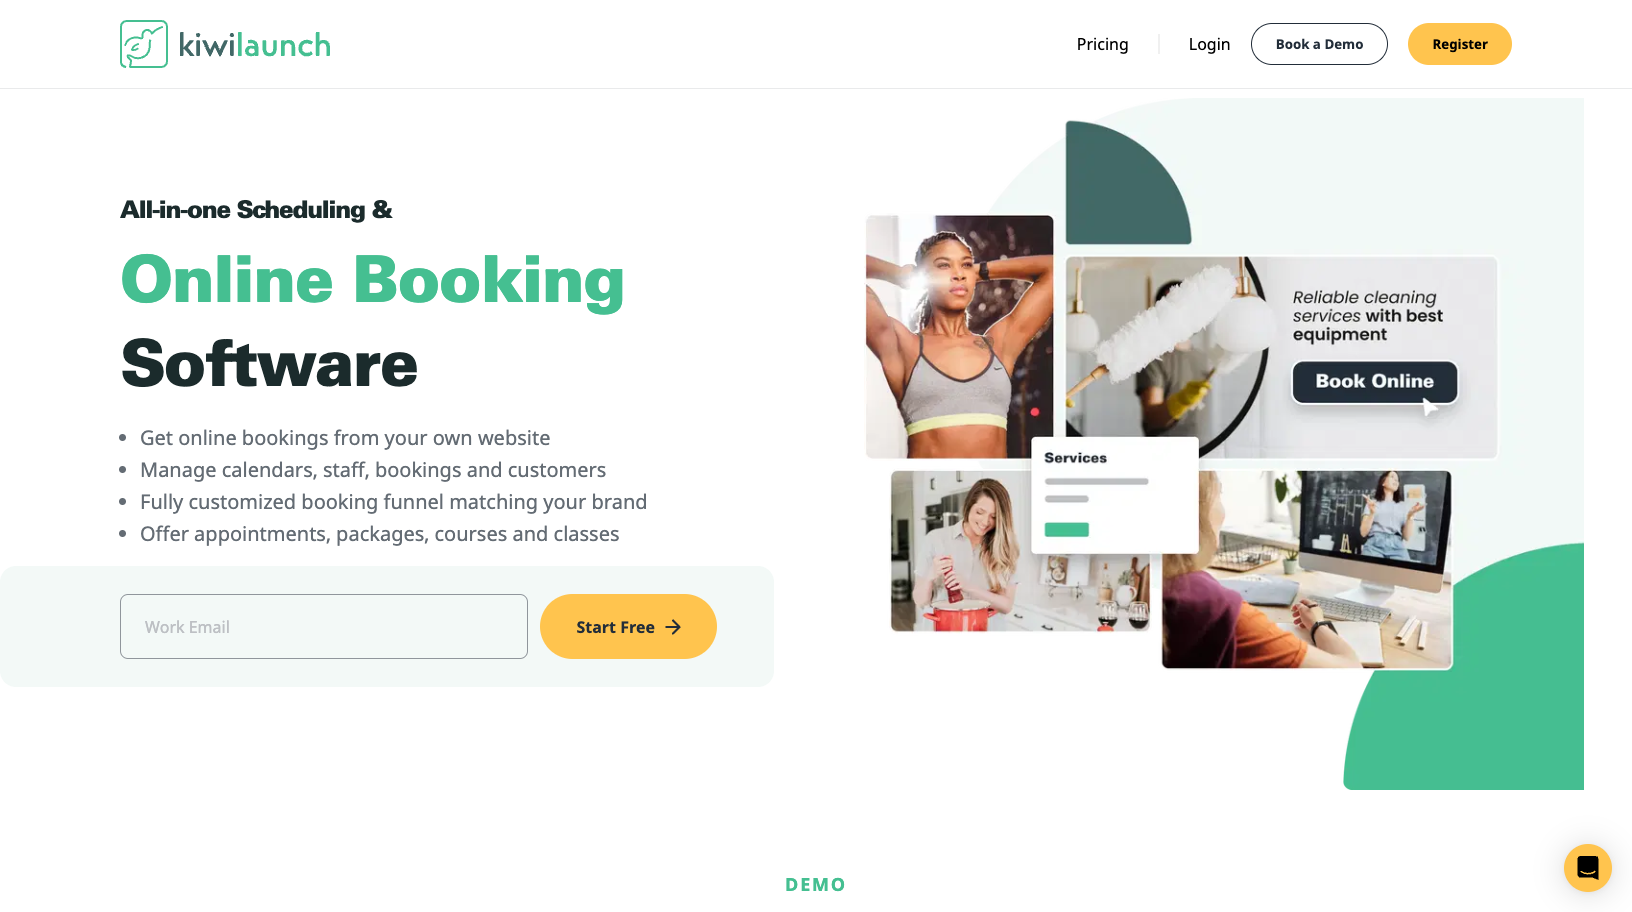 kiwilaunch
Pricing
Login
Book a Demo
Register
All-in-one Scheduling &
Online Booking
Software
Get online bookings from your own website
Manage calendars, staff, bookings and customers
Fully customized booking funnel matching your brand
Offer appointments, packages, courses and classes
Work Email
Start Free
Reliable cleaning
services with best
equipment
Book Online
Services
DEMO